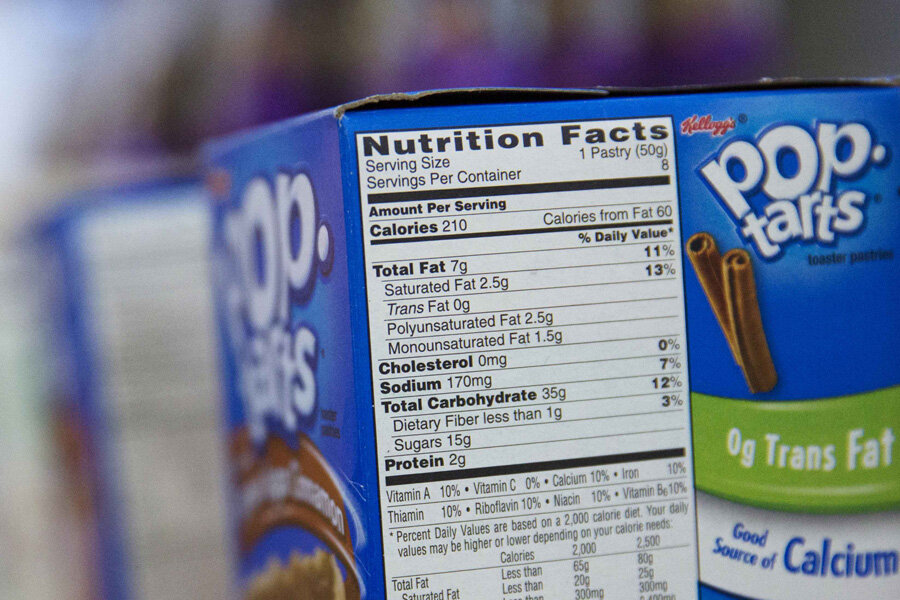 Nutrition Facts
Serving Size 1 Pastry (50g)
Servings Per Container 8
Amount Per Serving
Calories 210 Calories from Fat 60
% Daily Value*
Total Fat 7g 11%
Saturated Fat 2.5g 13%
Trans Fat 0g
Polyunsaturated Fat 2.5g
Monounsaturated Fat 1.5g
Cholesterol 0mg 0%
Sodium 170mg 7%
Total Carbohydrate 35g 12%
Dietary Fiber less than 1g 3%
Sugars 15g
Protein 2g
Vitamin A 10% • Vitamin C 0% • Calcium 10% • Iron 10%
Thiamin 10% • Riboflavin 10% • Niacin 10% • Vitamin B6 10%
* Percent Daily Values are based on a 2,000 calorie diet. Your daily
values may be higher or lower depending on your calorie needs:
Calories 2,000 2,500
Total Fat Less than 65g 80g
Saturated Fat Less than 20g 25g
Less than 300mg 300mg
2,400mg
Kellogg's®
pop.
tarts
toaster pastries
0g Trans Fat
Good
Source of Calcium
pop.
tarts
cinnamon